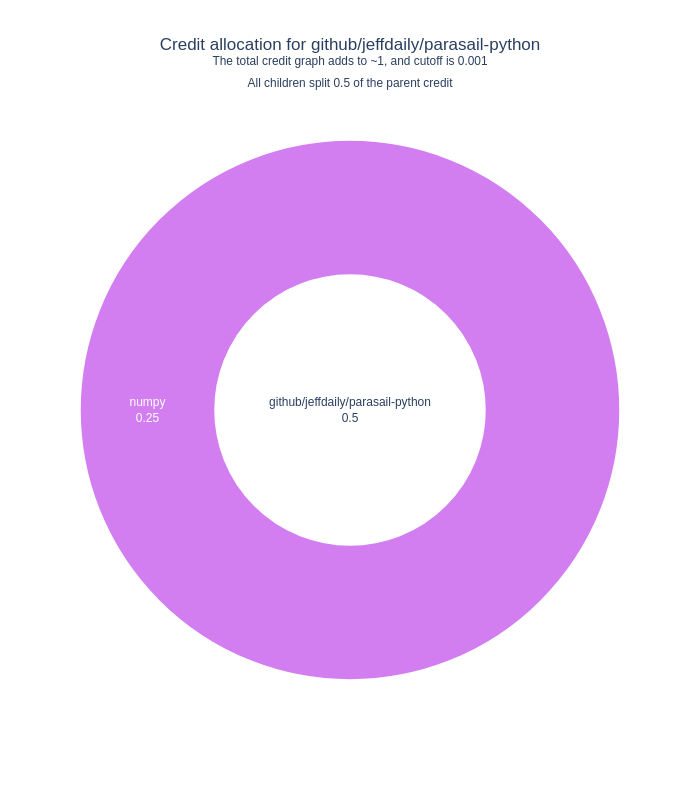 Credit allocation for github/jeffdaily/parasail-python
The total credit graph adds to ~1, and cutoff is 0.001
All children split 0.5 of the parent credit
numpy
0.25
github/jeffdaily/parasail-python
0.5